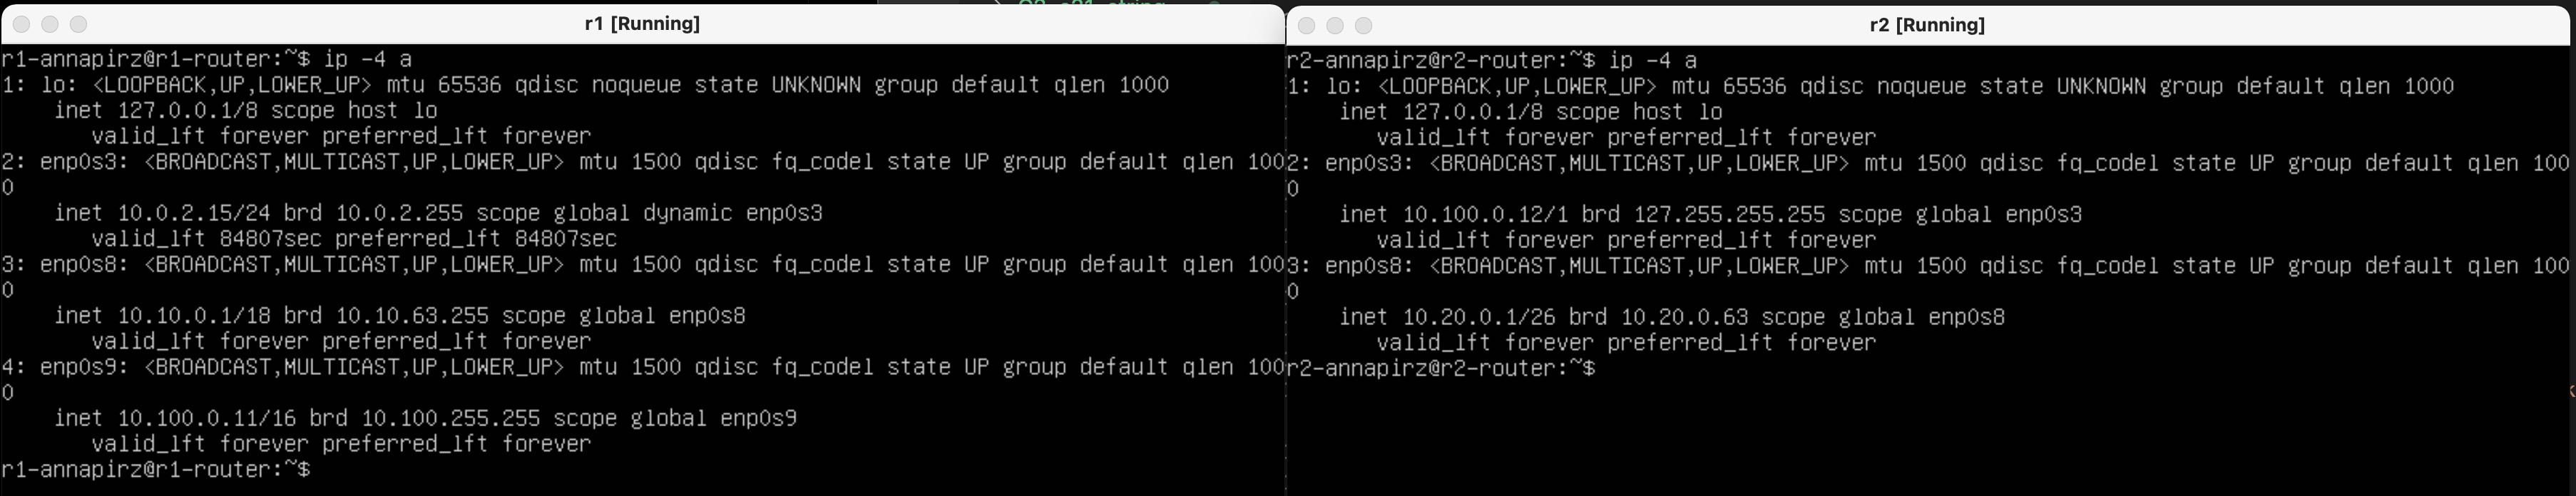 r1 [Running]
r1-annapirz@r1-router:~$ ip -4 a
1: lo: <LOOPBACK,UP,LOWER_UP> mtu 65536 qdisc noqueue state UNKNOWN group default qlen 1000
    inet 127.0.0.1/8 scope host lo
       valid_lft forever preferred_lft forever
2: enp0s3: <BROADCAST,MULTICAST,UP,LOWER_UP> mtu 1500 qdisc fq_codel state UP group default qlen 100
0
    inet 10.0.2.15/24 brd 10.0.2.255 scope global dynamic enp0s3
       valid_lft 84807sec preferred_lft 84807sec
3: enp0s8: <BROADCAST,MULTICAST,UP,LOWER_UP> mtu 1500 qdisc fq_codel state UP group default qlen 100
0
    inet 10.10.0.1/18 brd 10.10.63.255 scope global enp0s8
       valid_lft forever preferred_lft forever
4: enp0s9: <BROADCAST,MULTICAST,UP,LOWER_UP> mtu 1500 qdisc fq_codel state UP group default qlen 100
0
    inet 10.100.0.11/16 brd 10.100.255.255 scope global enp0s9
       valid_lft forever preferred_lft forever
r1-annapirz@r1-router:~$
r2 [Running]
r2-annapirz@r2-router:~$ ip -4 a
1: lo: <LOOPBACK,UP,LOWER_UP> mtu 65536 qdisc noqueue state UNKNOWN group default qlen 1000
    inet 127.0.0.1/8 scope host lo
       valid_lft forever preferred_lft forever
2: enp0s3: <BROADCAST,MULTICAST,UP,LOWER_UP> mtu 1500 qdisc fq_codel state UP group default qlen 100
0
    inet 10.100.0.12/1 brd 127.255.255.255 scope global enp0s3
       valid_lft forever preferred_lft forever
3: enp0s8: <BROADCAST,MULTICAST,UP,LOWER_UP> mtu 1500 qdisc fq_codel state UP group default qlen 100
0
    inet 10.20.0.1/26 brd 10.20.0.63 scope global enp0s8
       valid_lft forever preferred_lft forever
r2-annapirz@r2-router:~$